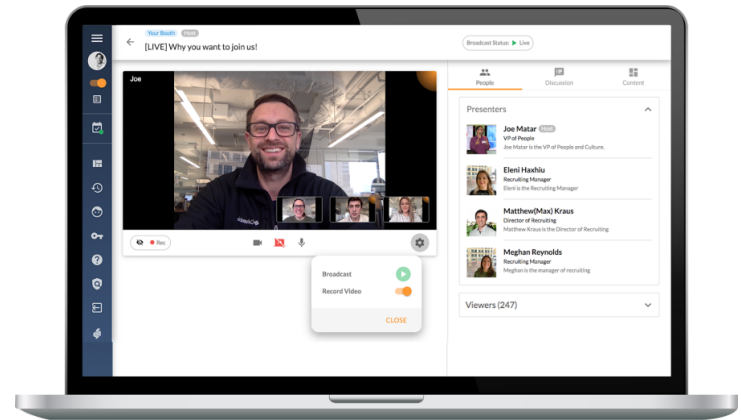 Your Booth Host
[LIVE] Why you want to join us!
Broadcast Status: Live
Joe
Rec
Broadcast
Record Video
CLOSE
People
Discussion
Content
Presenters
Joe Matar Host
VP of People
Joe Matar is the VP of People and Culture.
Eleni Haxhiu
Recruiting Manager
Eleni is the Recruiting Manager
Matthew(Max) Kraus
Director of Recruiting
Matthew Kraus is the Director of Recruiting
Meghan Reynolds
Recruiting Manager
Meghan is the manager of recruiting
Viewers (247)